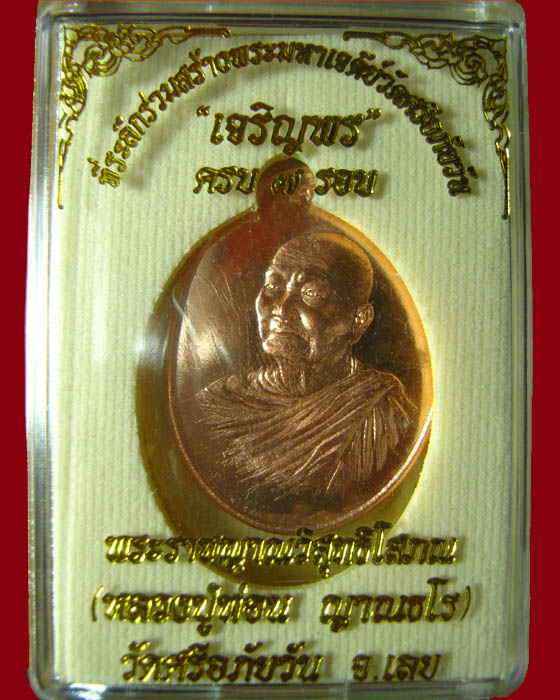 ที่ระลึกร่วมสร้างพระมหาเจดีย์วัดศรีอภัยวัน
“เจริญพร”
ครบ ๗ รอบ
พระราชญาณวิสุทธิโสภณ
(หลวงปู่ท่อน ญาณธโร)
วัดศรีอภัยวัน จ.เลย